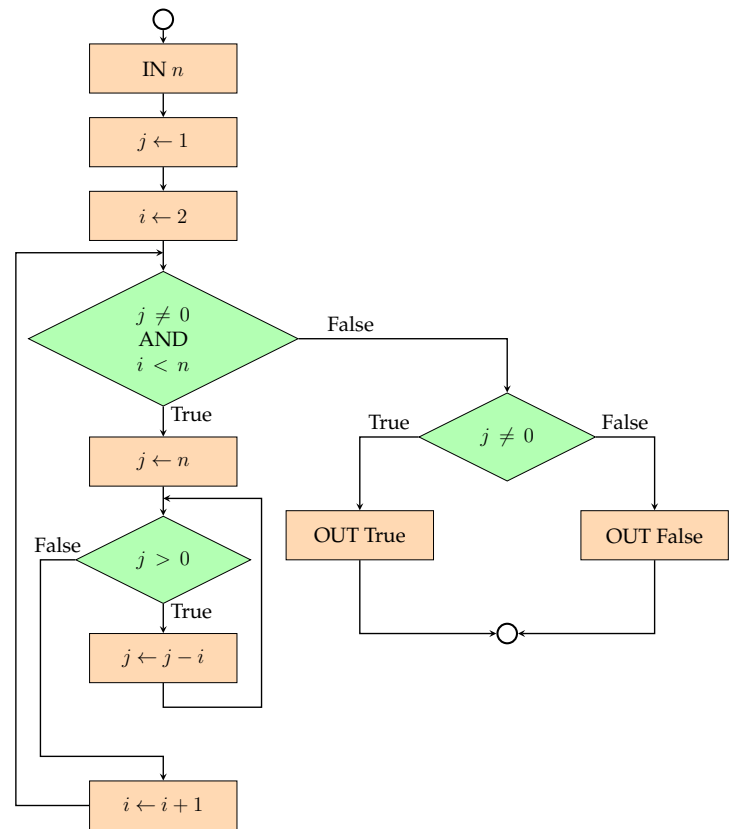 IN n
j ← 1
i ← 2
j ≠ 0
AND
i < n
False
True
j ≠ 0
True
False
j ← n
OUT True
OUT False
j > 0
False
True
j ← j − i
i ← i + 1